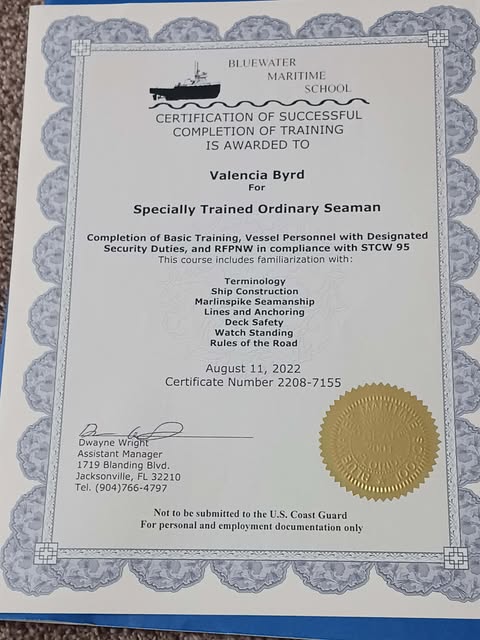 BLUEWATER
MARITIME
SCHOOL
CERTIFICATION OF SUCCESSFUL
COMPLETION OF TRAINING
IS AWARDED TO
Valencia Byrd
For
Specially Trained Ordinary Seaman
Completion of Basic Training, Vessel Personnel with Designated
Security Duties, and RFPNW in compliance with STCW 95
This course includes familiarization with:
Terminology
Ship Construction
Marlinspike Seamanship
Lines and Anchoring
Deck Safety
Watch Standing
Rules of the Road
August 11, 2022
Certificate Number 2208-7155
Dwayne Wright
Assistant Manager
1719 Blanding Blvd.
Jacksonville, FL 32210
Tel. (904)766-4797
Not to be submitted to the U.S. Coast Guard
For personal and employment documentation only